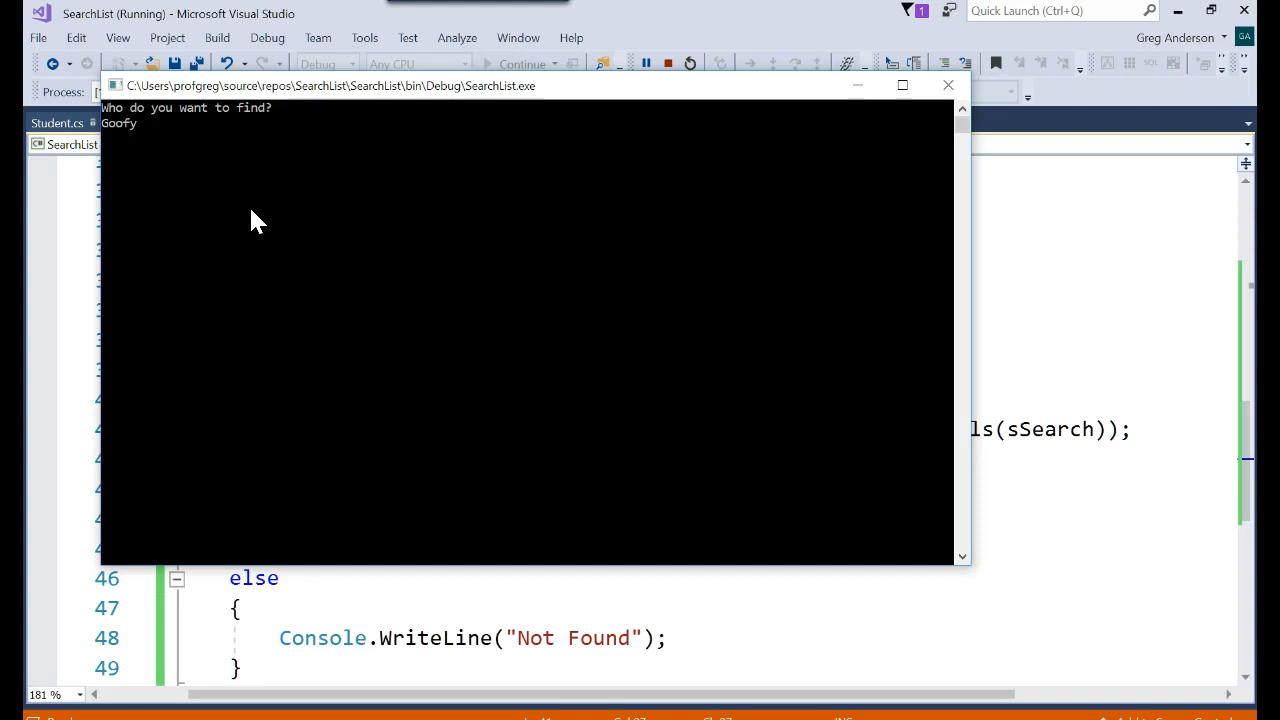 SearchList (Running) - Microsoft Visual Studio
1
Quick Launch (Ctrl+Q)
File Edit View Project Build Debug Team Tools Test Analyze Window Help
Greg Anderson
GA
Debug Any CPU Continue
Process:
C:\Users\profgreg\source\repos\SearchList\SearchList\bin\Debug\SearchList.exe
Who do you want to find?
Goofy
Student.cs
SearchList
ls(sSearch));
46 else
47 {
48 Console.WriteLine("Not Found");
49 }
181 %